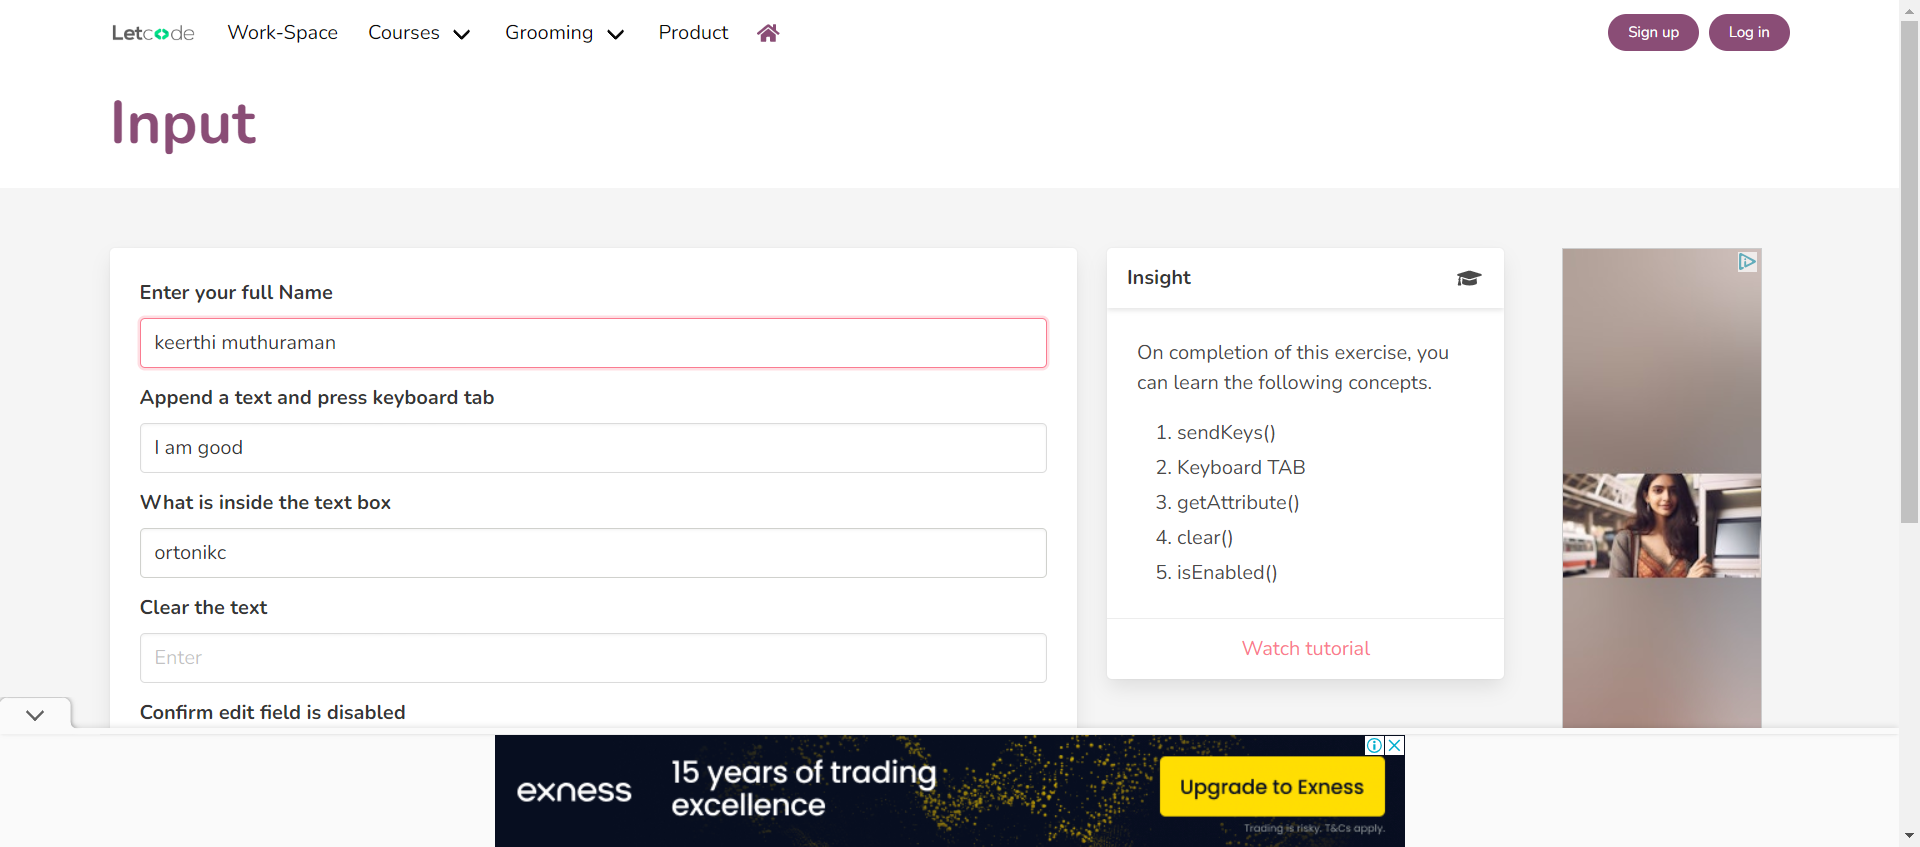 Letcode
Work-Space
Courses
Grooming
Product
Sign up
Log in
Input
Enter your full Name
keerthi muthuraman
Append a text and press keyboard tab
I am good
What is inside the text box
ortonikc
Clear the text
Enter
Confirm edit field is disabled
Insight
On completion of this exercise, you
can learn the following concepts.
1. sendKeys()
2. Keyboard TAB
3. getAttribute()
4. clear()
5. isEnabled()
Watch tutorial
exness
15 years of trading
excellence
Upgrade to Exness
Trading is risky. T&Cs apply.